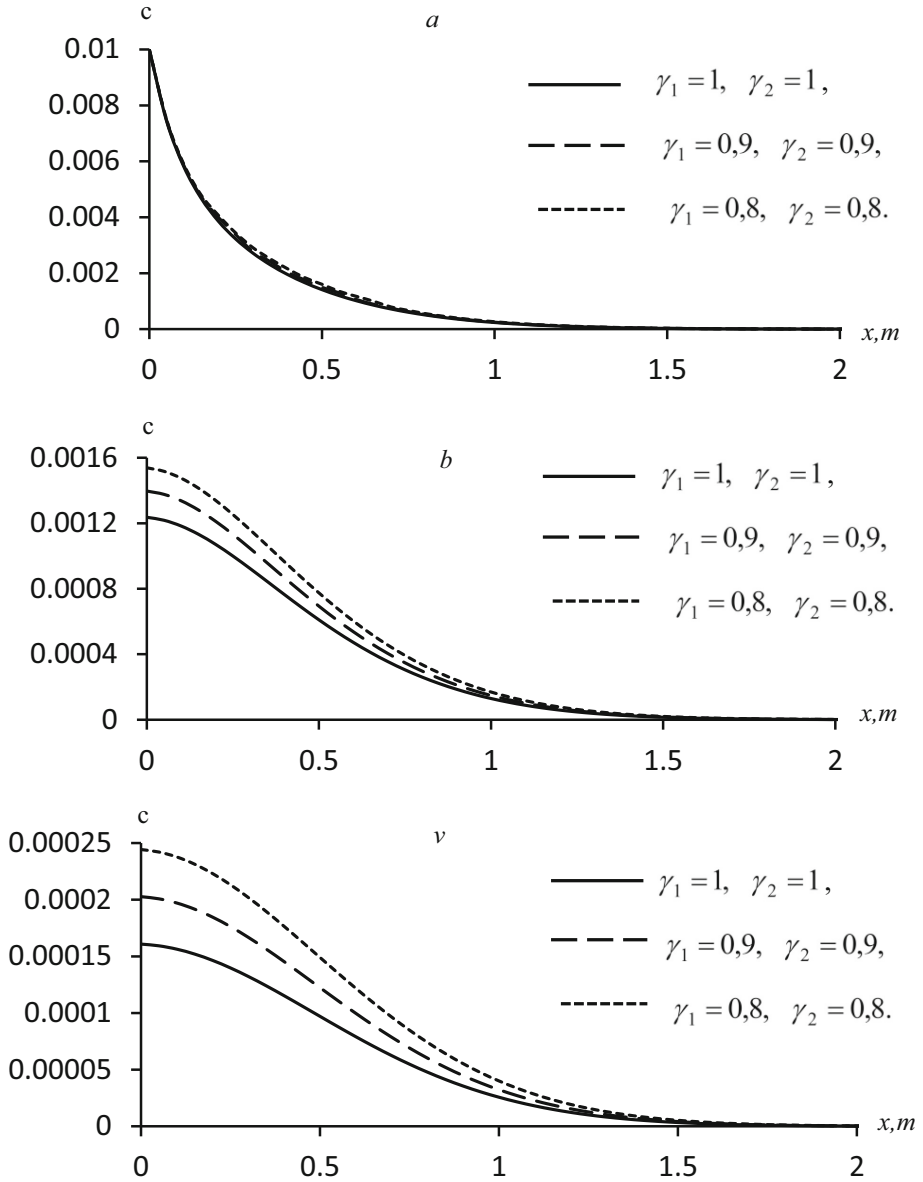 c
a
0.01
0.008
0.006
0.004
0.002
0
0
0.5
1
1.5
2
x,m
γ₁ = 1, γ₂ = 1,
γ₁ = 0,9, γ₂ = 0,9,
γ₁ = 0,8, γ₂ = 0,8.
c
b
0.0016
0.0012
0.0008
0.0004
0
0
0.5
1
1.5
2
x,m
γ₁ = 1, γ₂ = 1,
γ₁ = 0,9, γ₂ = 0,9,
γ₁ = 0,8, γ₂ = 0,8.
c
v
0.00025
0.0002
0.00015
0.0001
0.00005
0
0
0.5
1
1.5
2
x,m
γ₁ = 1, γ₂ = 1,
γ₁ = 0,9, γ₂ = 0,9,
γ₁ = 0,8, γ₂ = 0,8.